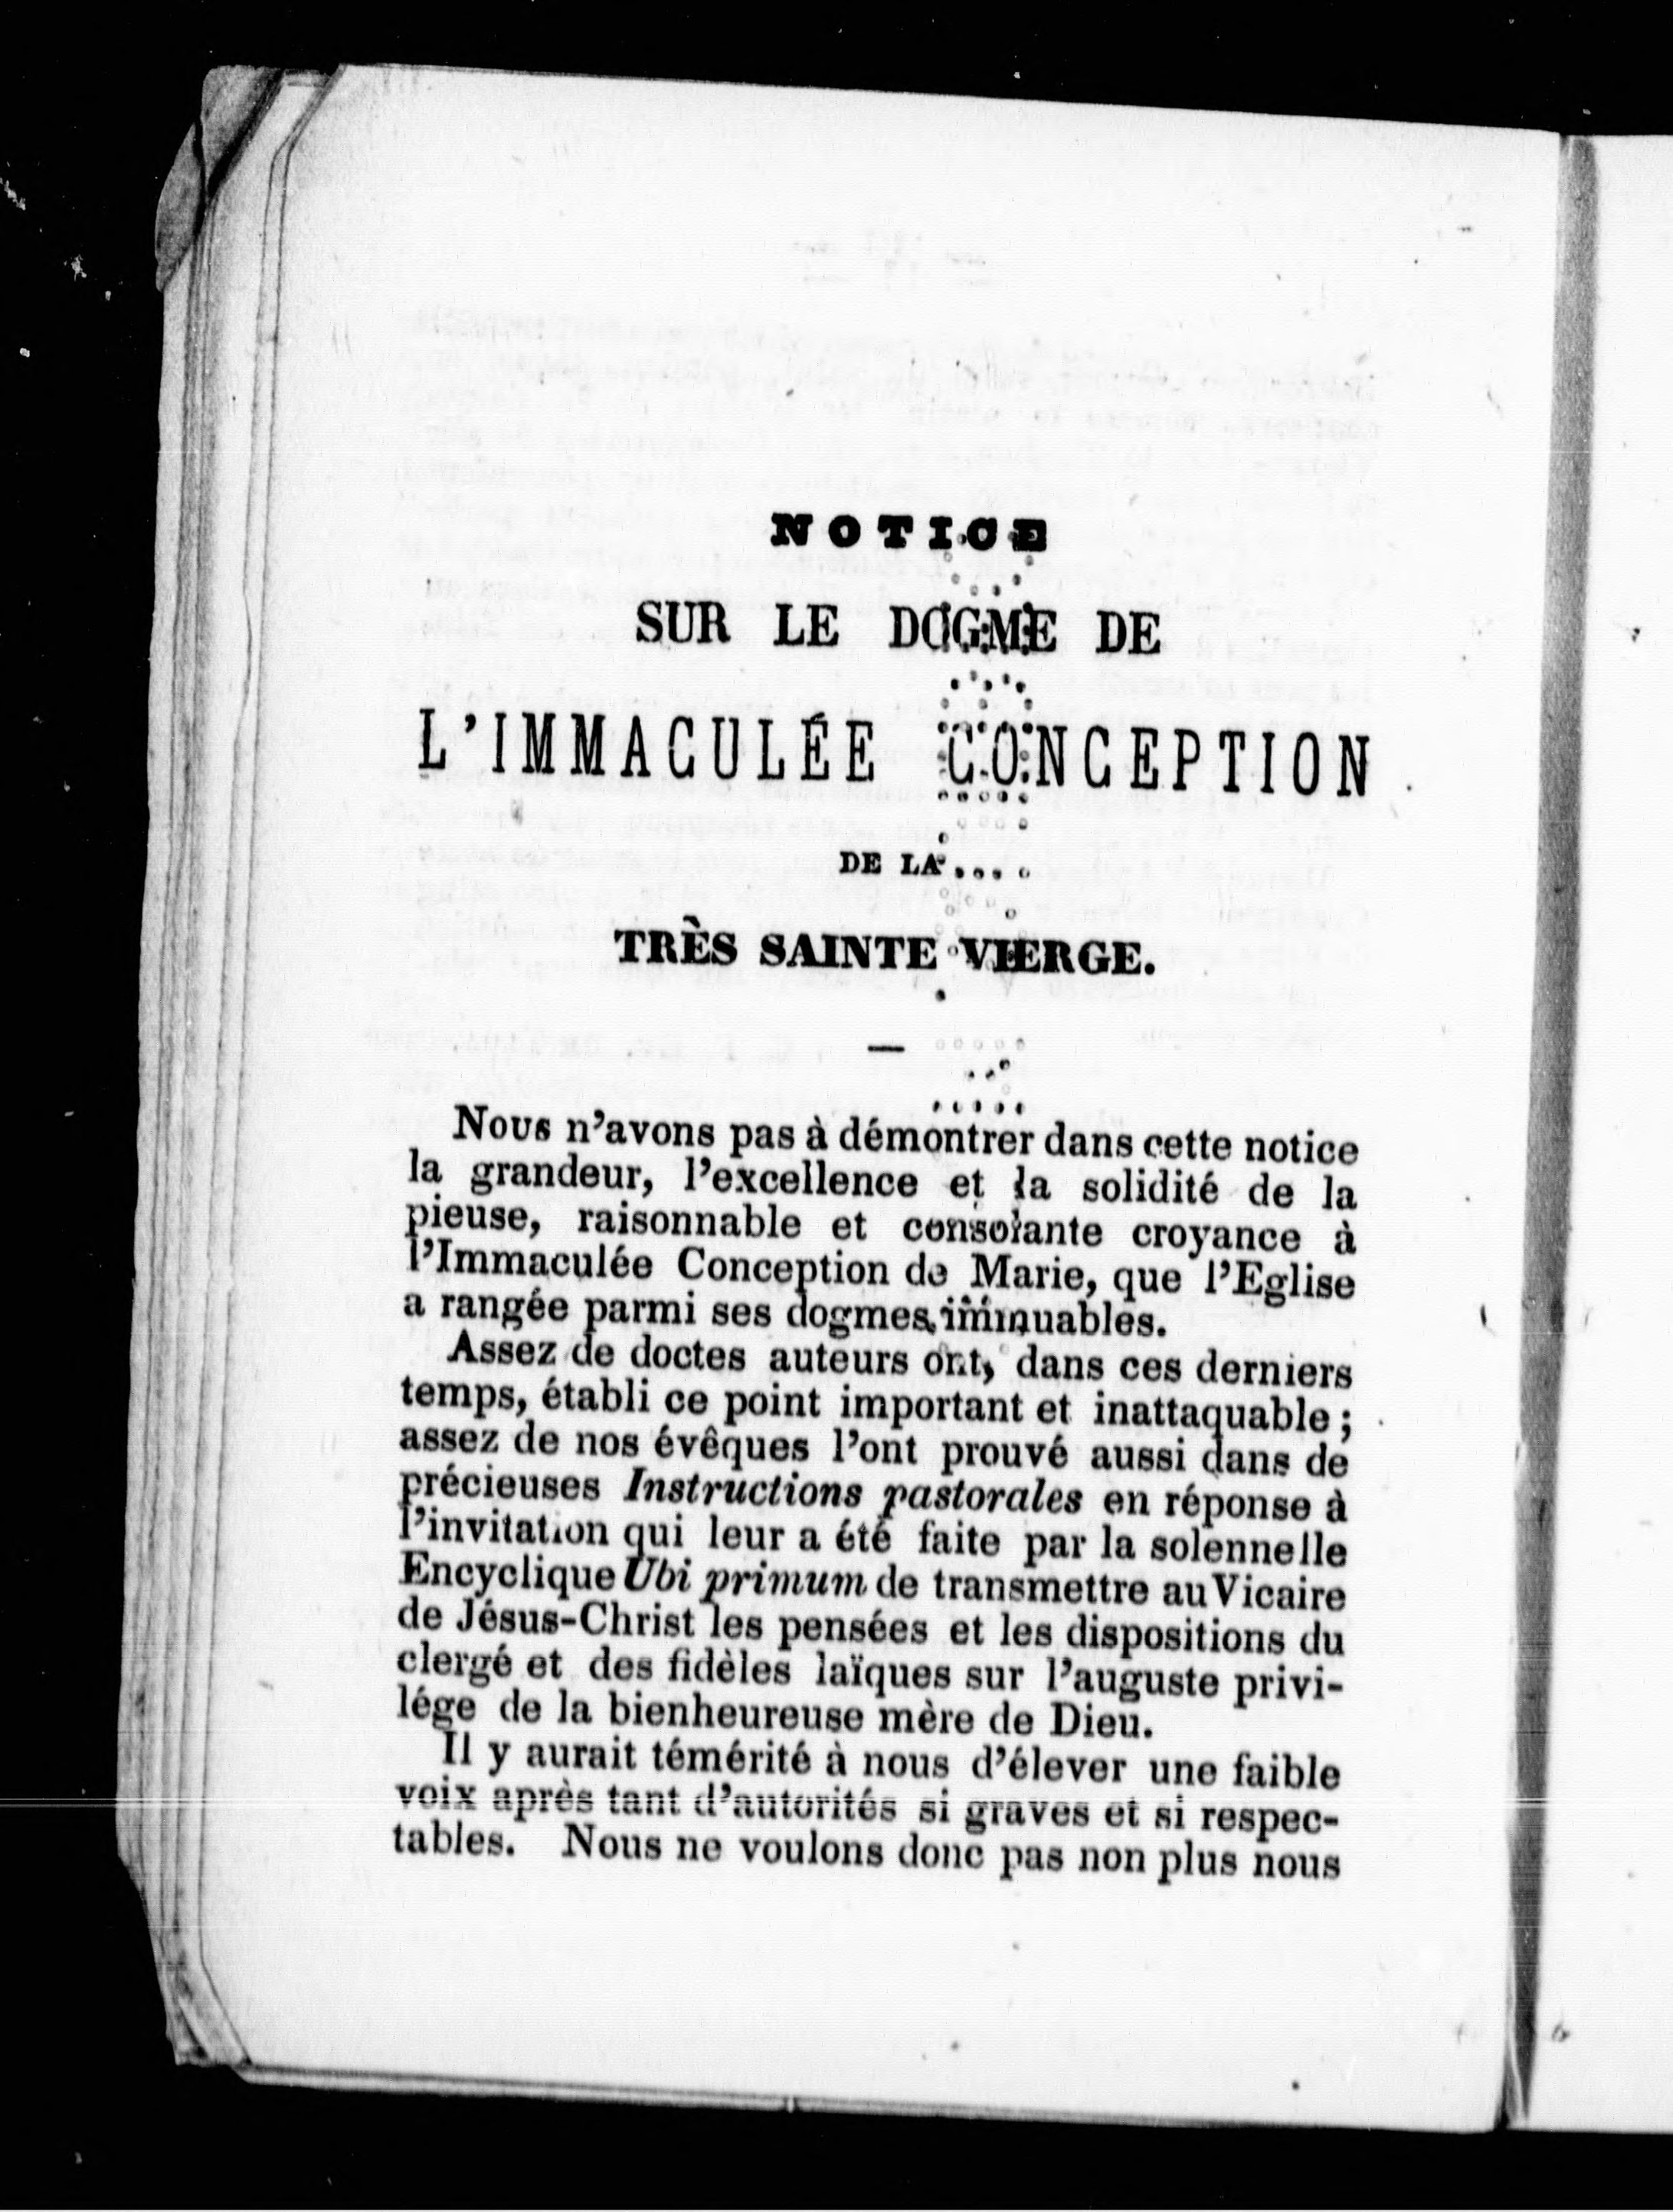 NOTICE
SUR LE DOGME DE
L'IMMACULÉE CONCEPTION
DE LA
TRÈS SAINTE VIERGE.
—
Nous n'avons pas à démontrer dans cette notice
la grandeur, l'excellence et la solidité de la
pieuse, raisonnable et consolante croyance à
l'Immaculée Conception de Marie, que l'Eglise
a rangée parmi ses dogmes immuables.
Assez de doctes auteurs ont, dans ces derniers
temps, établi ce point important et inattaquable ;
assez de nos évêques l'ont prouvé aussi dans de
précieuses Instructions pastorales en réponse à
l'invitation qui leur a été faite par la solennelle
Encyclique Ubi primum de transmettre au Vicaire
de Jésus-Christ les pensées et les dispositions du
clergé et des fidèles laïques sur l'auguste privi-
lége de la bienheureuse mère de Dieu.
Il y aurait témérité à nous d'élever une faible
voix après tant d'autorités si graves et si respec-
tables. Nous ne voulons donc pas non plus nous